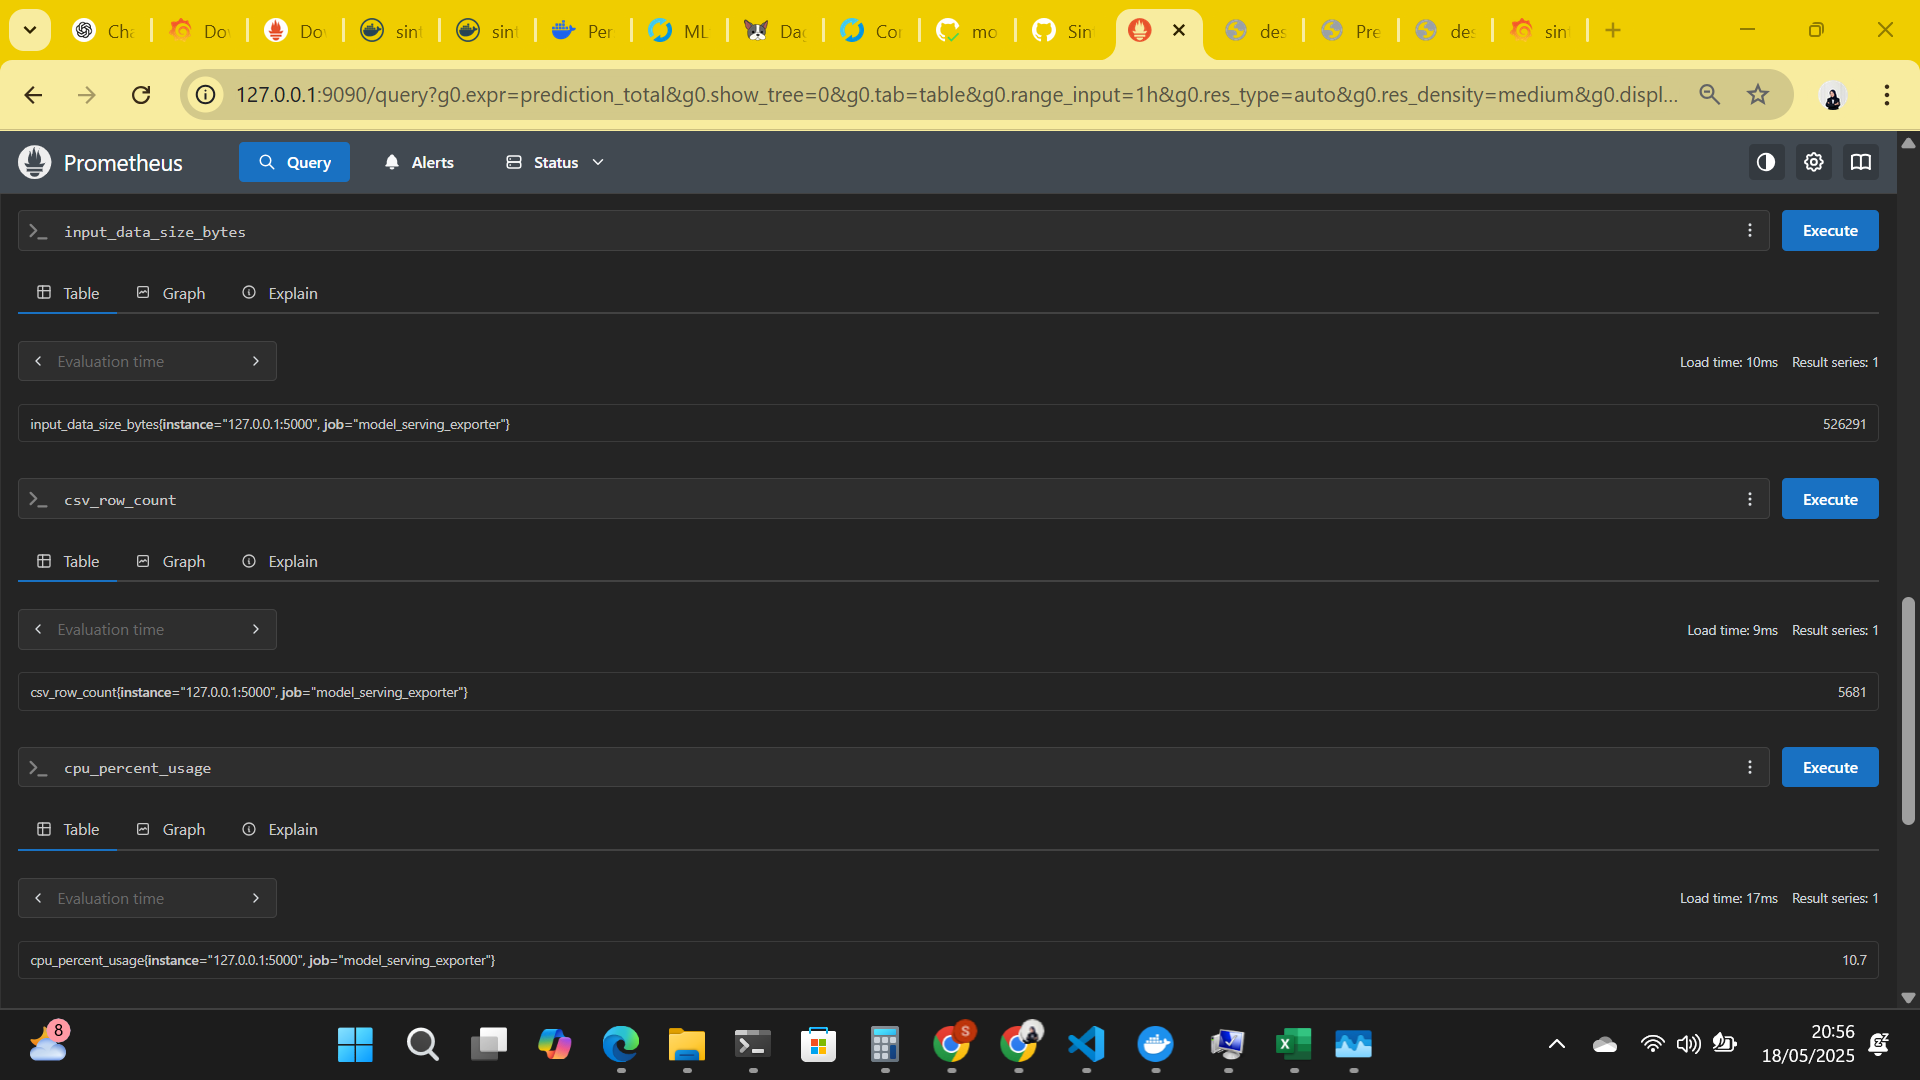 Cha
Dov
Dov
sint
sint
Per
ML
Dag
Cor
mo
Sint
des
Pre
des
sint
127.0.0.1:9090/query?g0.expr=prediction_total&g0.show_tree=0&g0.tab=table&g0.range_input=1h&g0.res_type=auto&g0.res_density=medium&g0.displ...
Prometheus
Query
Alerts
Status
input_data_size_bytes
Execute
Table
Graph
Explain
Evaluation time
Load time: 10ms Result series: 1
input_data_size_bytes{instance="127.0.0.1:5000", job="model_serving_exporter"}
526291
csv_row_count
Execute
Table
Graph
Explain
Evaluation time
Load time: 9ms Result series: 1
csv_row_count{instance="127.0.0.1:5000", job="model_serving_exporter"}
5681
cpu_percent_usage
Execute
Table
Graph
Explain
Evaluation time
Load time: 17ms Result series: 1
cpu_percent_usage{instance="127.0.0.1:5000", job="model_serving_exporter"}
10.7
8
S
20:56
18/05/2025